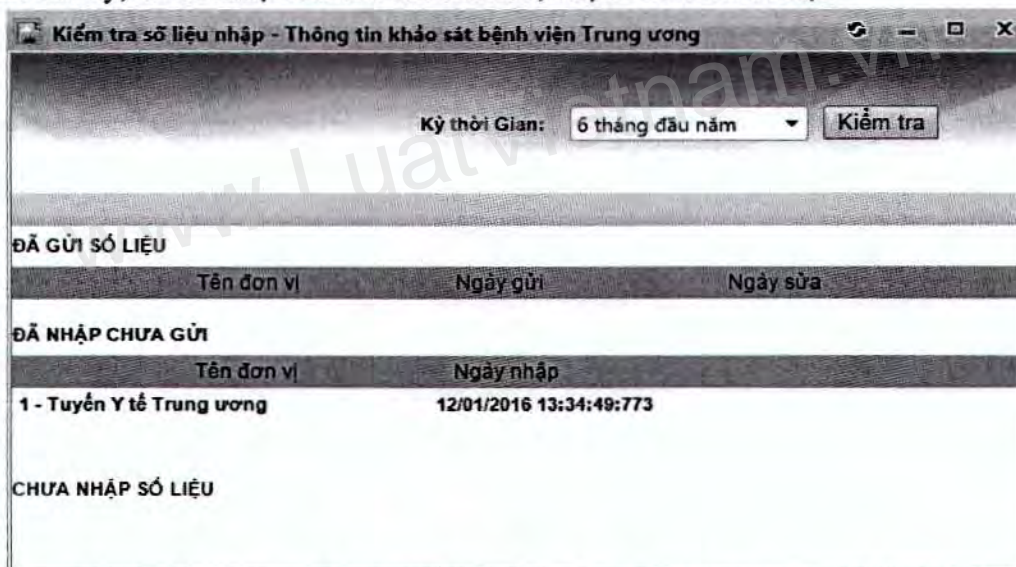 Kiểm tra số liệu nhập - Thông tin khảo sát bệnh viện Trung ương
Kỳ thời Gian: 6 tháng đầu năm Kiểm tra
www.Luatvietnam.vn
ĐÃ GỬI SỐ LIỆU
Tên đơn vị Ngày gửi Ngày sửa
ĐÃ NHẬP CHƯA GỬI
Tên đơn vị Ngày nhập
1 - Tuyến Y tế Trung ương 12/01/2016 13:34:49:773
CHƯA NHẬP SỐ LIỆU